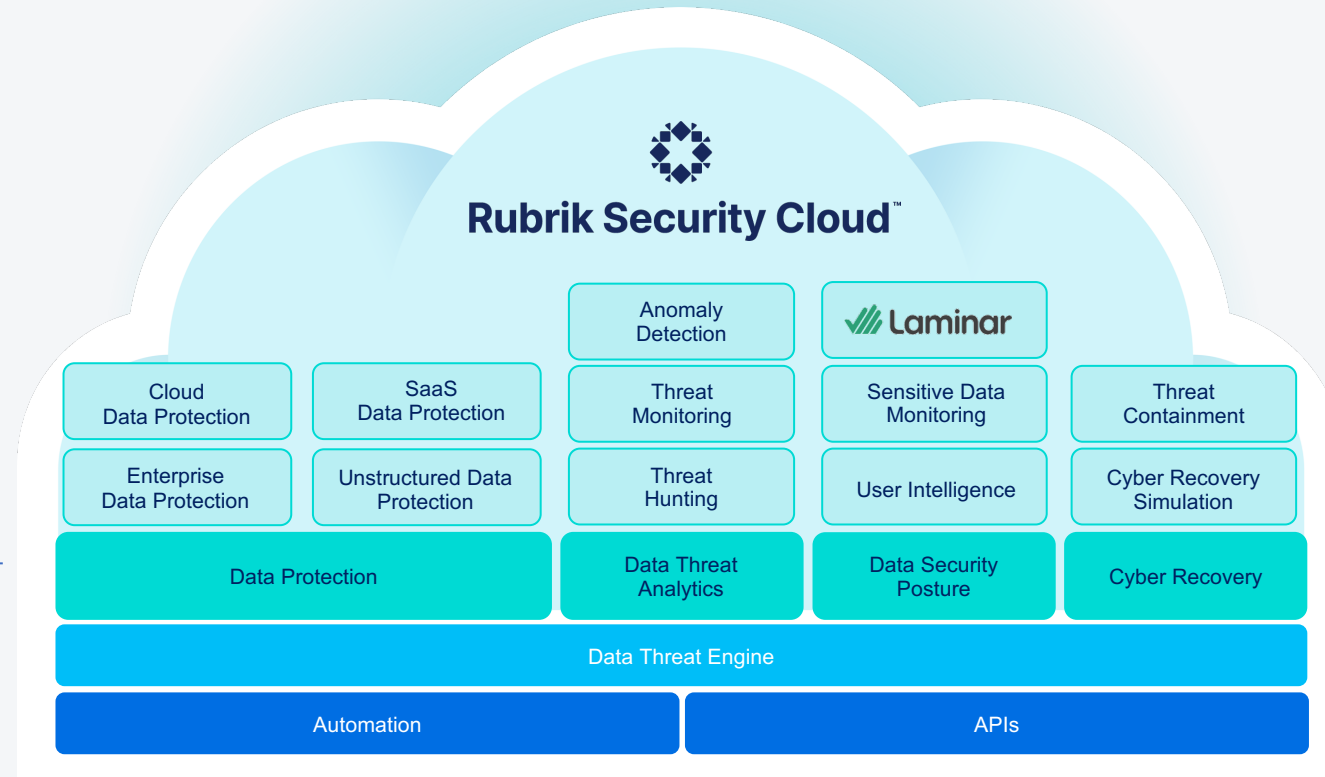 Rubrik Security Cloud™
Anomaly
Detection
Laminar
Cloud
Data Protection
SaaS
Data Protection
Threat
Monitoring
Sensitive Data
Monitoring
Threat
Containment
Enterprise
Data Protection
Unstructured Data
Protection
Threat
Hunting
User Intelligence
Cyber Recovery
Simulation
Data Protection
Data Threat
Analytics
Data Security
Posture
Cyber Recovery
Data Threat Engine
Automation
APIs